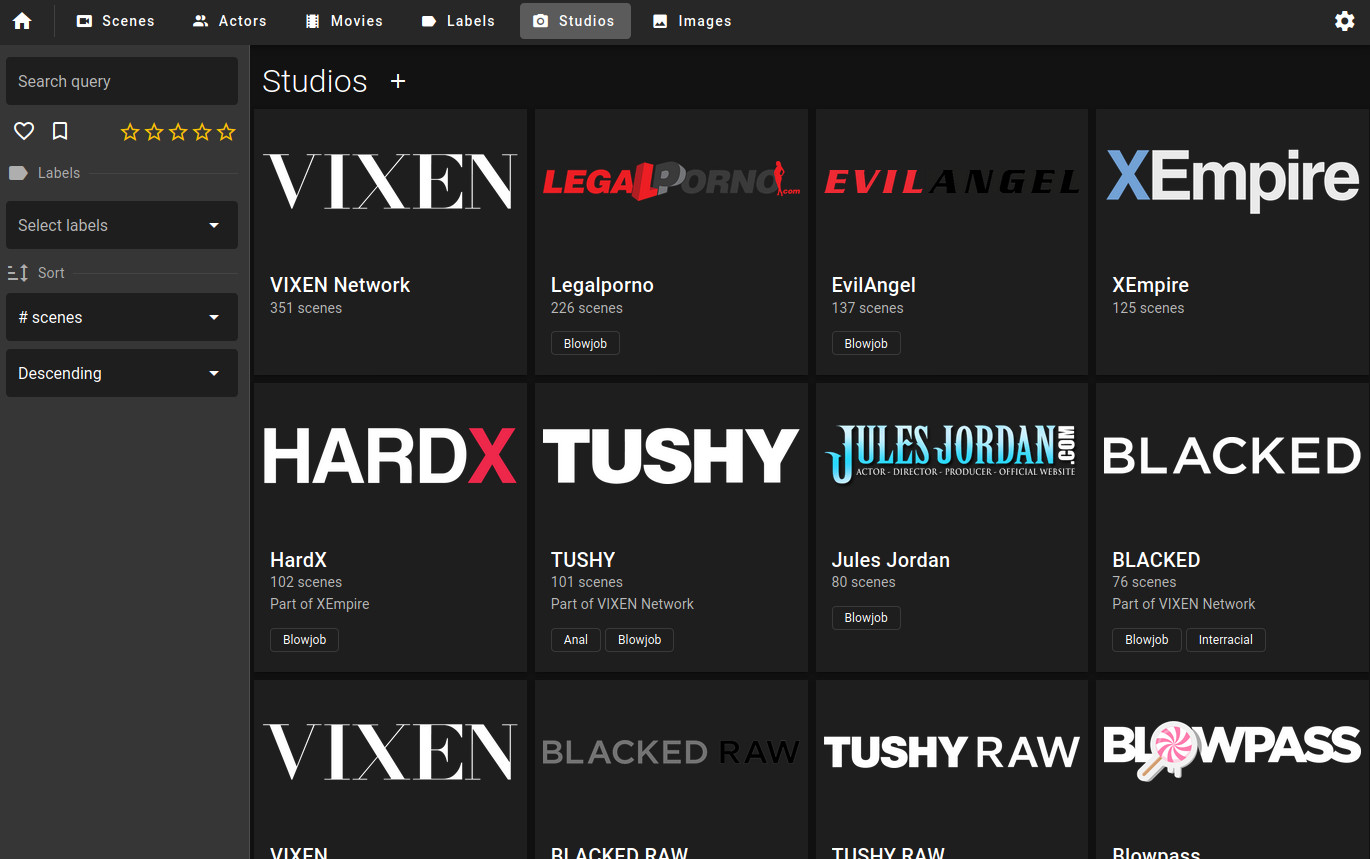 Scenes Actors Movies Labels Studios Images
Search query
Labels
Select labels
Sort
# scenes
Descending
Studios +
VIXEN LEGALPORNO.com EVILANGEL XEmpire
VIXEN Network Legalporno EvilAngel XEmpire
351 scenes 226 scenes 137 scenes 125 scenes
Blowjob Blowjob
HARDX TUSHY JULES JORDAN.COM BLACKED
ACTOR - DIRECTOR - PRODUCER - OFFICIAL WEBSITE
HardX TUSHY Jules Jordan BLACKED
102 scenes 101 scenes 80 scenes 76 scenes
Part of XEmpire Part of VIXEN Network Part of VIXEN Network
Blowjob Anal Blowjob Blowjob Blowjob Interracial
VIXEN BLACKED RAW TUSHY RAW BLOWPASS
VIXEN BLACKED RAW TUSHY RAW Blowpass